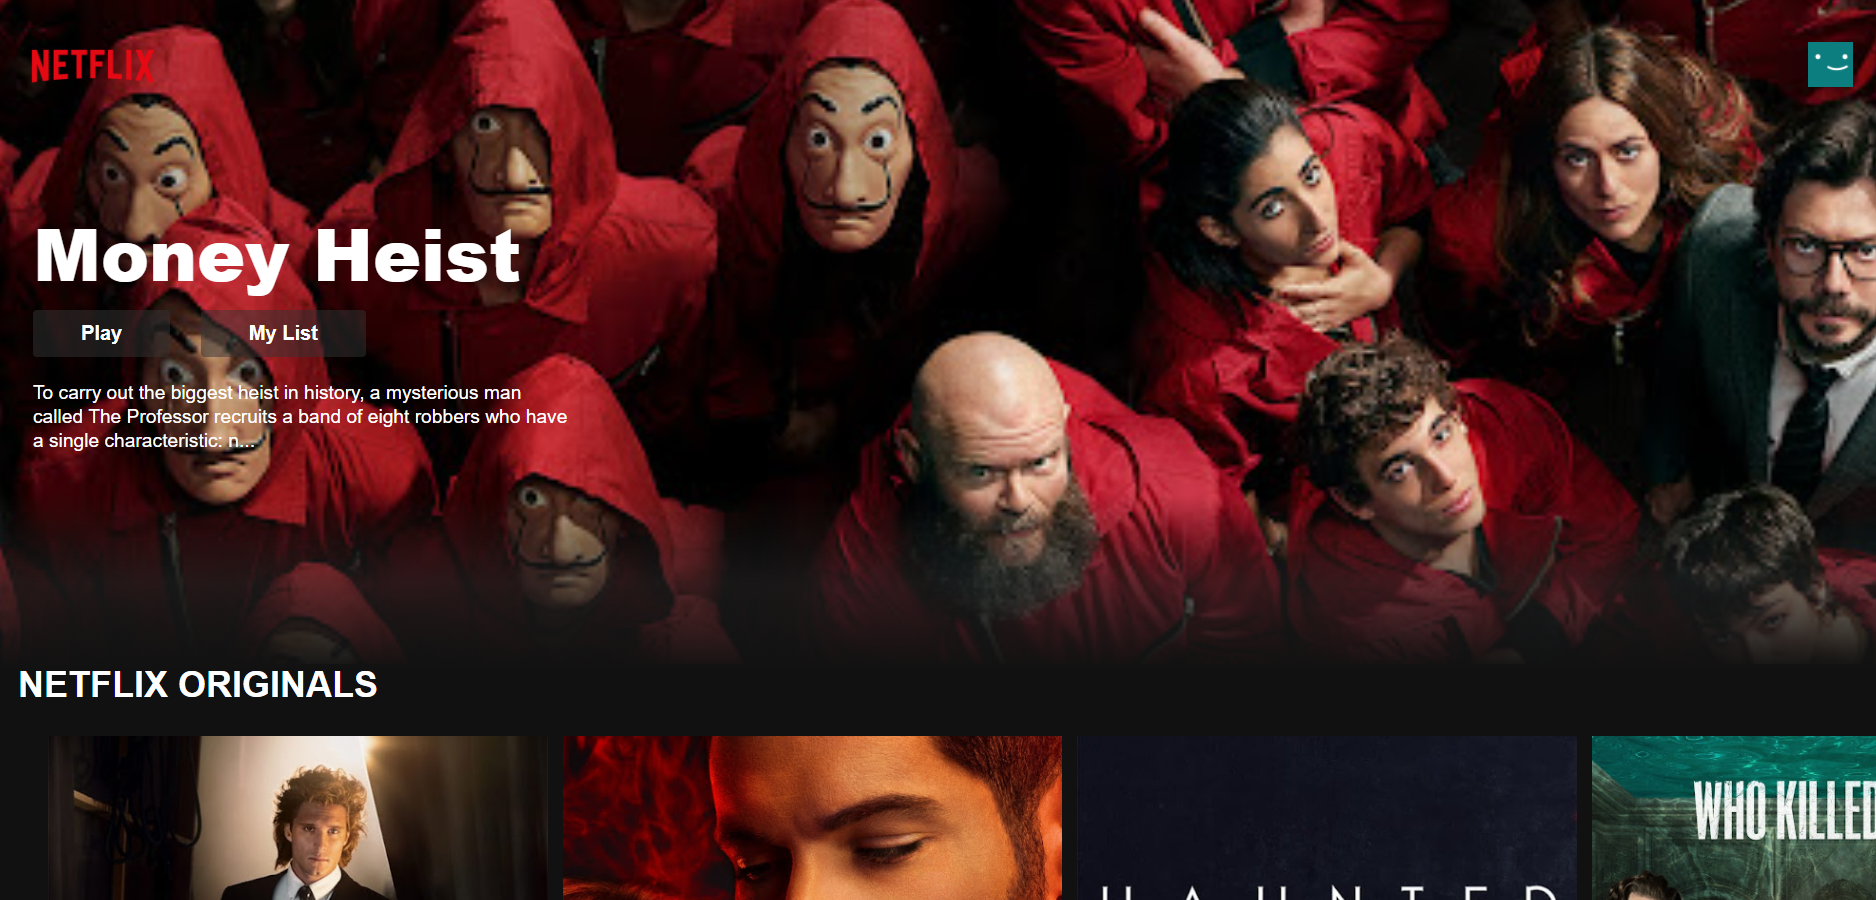 NETFLIX
Money Heist
Play
My List
To carry out the biggest heist in history, a mysterious man
called The Professor recruits a band of eight robbers who have
a single characteristic: n...
NETFLIX ORIGINALS
WHO KILLED
HAUNTED